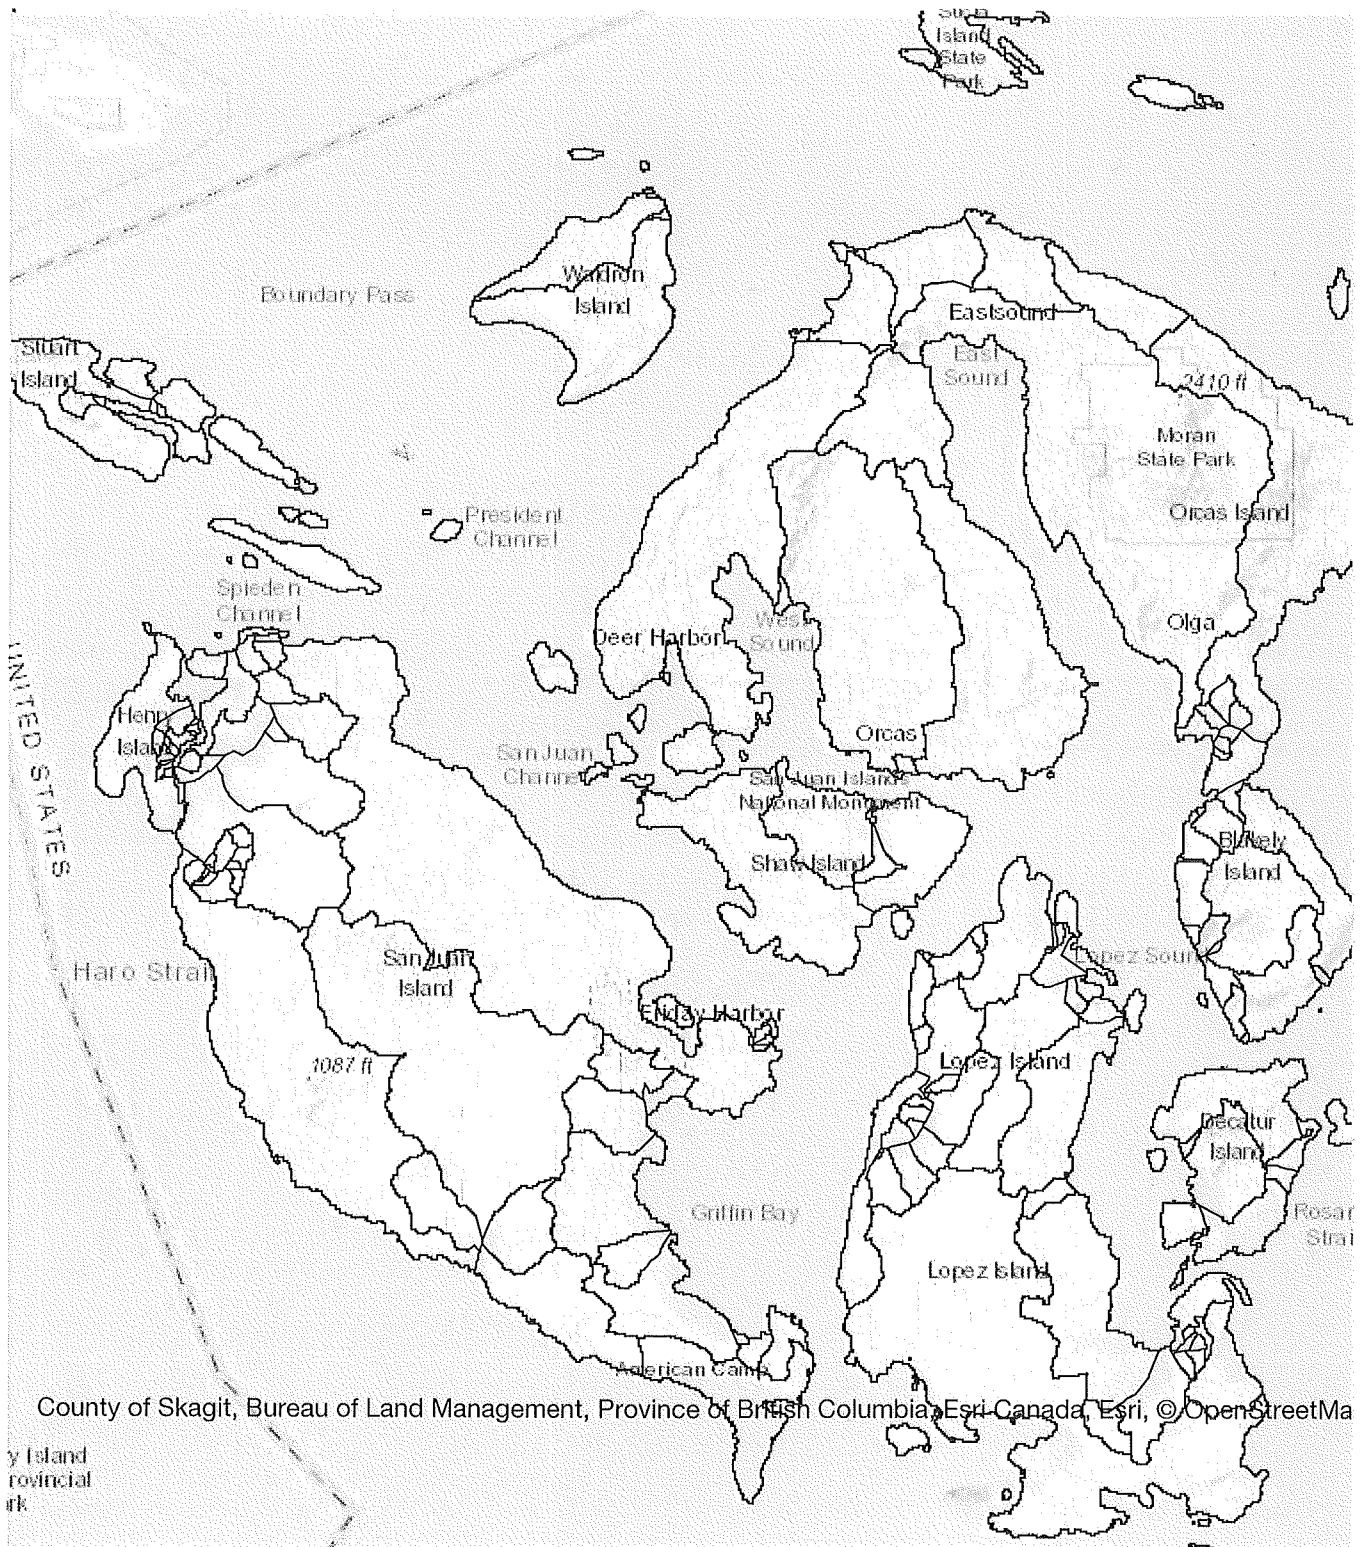 Sucia
Island
State
Park
Boundary Pass
Waldron
Island
Eastsound
East
Sound
Stuart
Island
2410 ft
Moran
State Park
Orcas Island
President
Channel
Spieden
Channel
Olga
Deer Harbor
West
Sound
Henry
Island
UNITED STATES
Orcas
San Juan
Channel
San Juan Islands
National Monument
Shaw Island
Blakely
Island
Haro Strait
San Juan
Island
Lopez Sound
Friday Harbor
1087 ft
Lopez Island
Decatur
Island
Griffin Bay
Rosar
Strai
Lopez Island
American Camp
County of Skagit, Bureau of Land Management, Province of British Columbia, Esri Canada, Esri, © OpenStreetMa
y Island
rovincial
ark